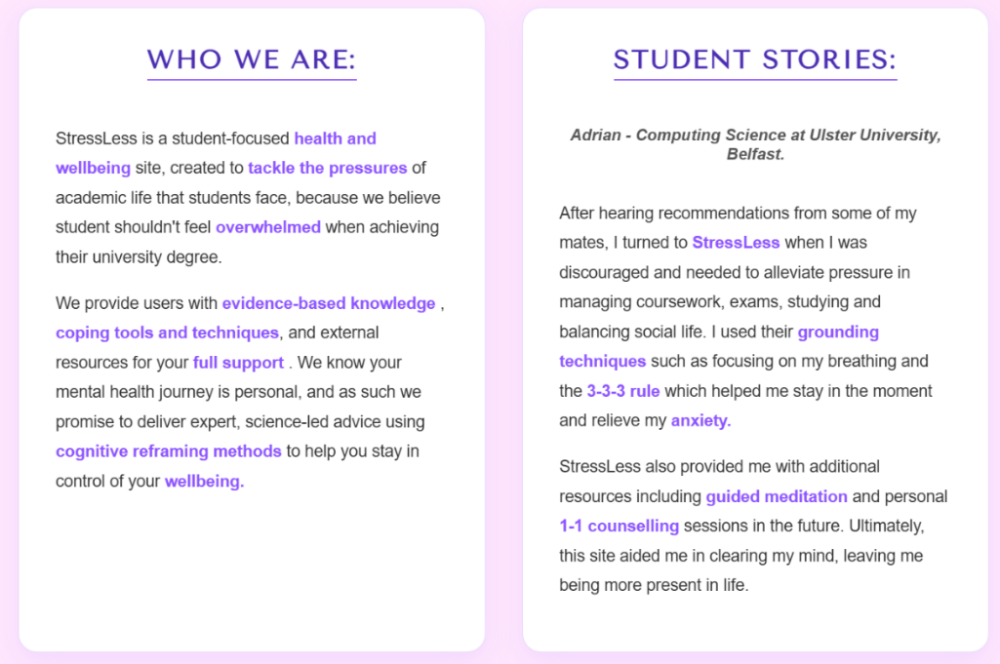 WHO WE ARE:
StressLess is a student-focused health and
wellbeing site, created to tackle the pressures of
academic life that students face, because we believe
student shouldn't feel overwhelmed when achieving
their university degree.
We provide users with evidence-based knowledge ,
coping tools and techniques, and external
resources for your full support . We know your
mental health journey is personal, and as such we
promise to deliver expert, science-led advice using
cognitive reframing methods to help you stay in
control of your wellbeing.
STUDENT STORIES:
Adrian - Computing Science at Ulster University,
Belfast.
After hearing recommendations from some of my
mates, I turned to StressLess when I was
discouraged and needed to alleviate pressure in
managing coursework, exams, studying and
balancing social life. I used their grounding
techniques such as focusing on my breathing and
the 3-3-3 rule which helped me stay in the moment
and relieve my anxiety.
StressLess also provided me with additional
resources including guided meditation and personal
1-1 counselling sessions in the future. Ultimately,
this site aided me in clearing my mind, leaving me
being more present in life.